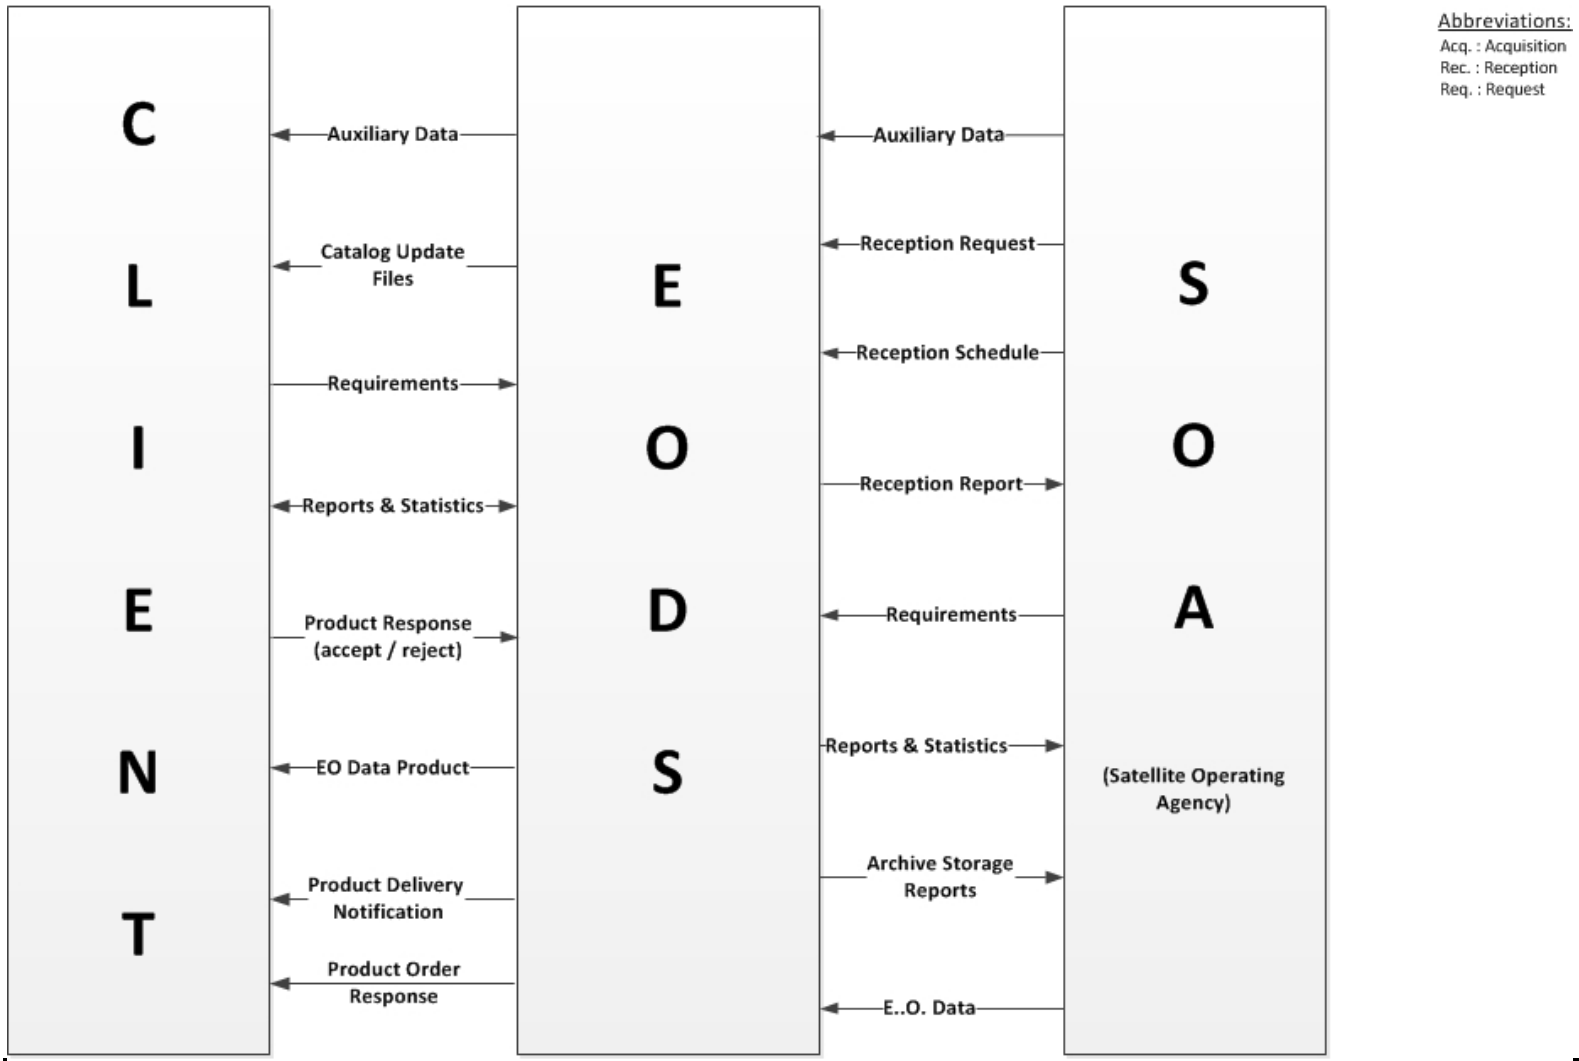 C
L
I
E
N
T
Auxiliary Data
Catalog Update
Files
Requirements
Reports & Statistics
Product Response
(accept / reject)
EO Data Product
Product Delivery
Notification
Product Order
Response
E
O
D
S
Auxiliary Data
Reception Request
Reception Schedule
Reception Report
Requirements
Reports & Statistics
Archive Storage
Reports
E..O. Data
S
O
A
(Satellite Operating
Agency)
Abbreviations:
Acq. : Acquisition
Rec. : Reception
Req. : Request